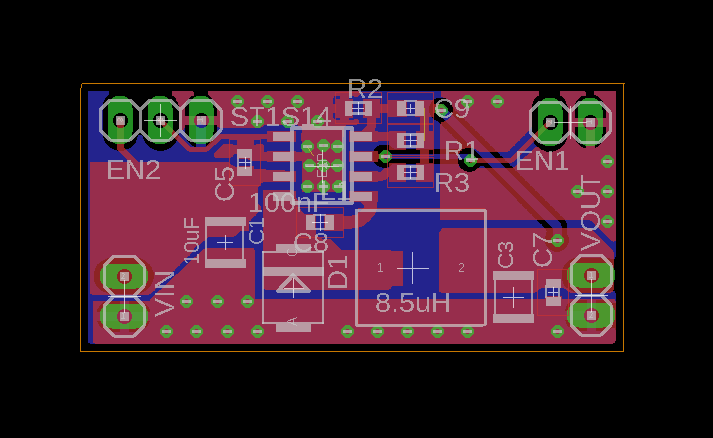 R2
ST1S14
C9
EN2
C5
R1
EN1
R3
100nF
VOUT
10uF
C1
C8
C3
C7
D1
C
1
2
VIN
8.5uH
A